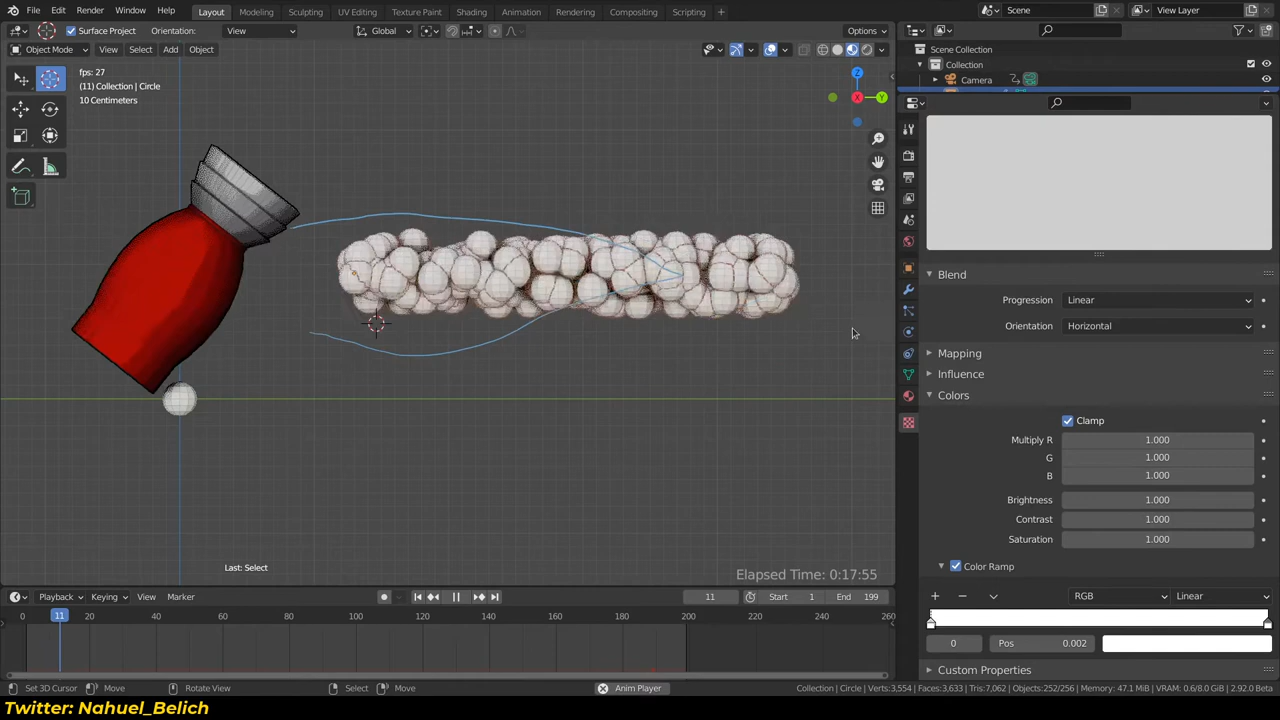 File Edit Render Window Help Layout Modeling Sculpting UV Editing Texture Paint Shading Animation Rendering Compositing Scripting Scene View Layer
Surface Project Orientation: View Global Options
Object Mode View Select Add Object
Scene Collection
Collection
Camera
fps: 27
(11) Collection | Circle
10 Centimeters
Z
X Y
Blend
Progression Linear
Orientation Horizontal
Mapping
Influence
Colors
Clamp
Multiply R 1.000
G 1.000
B 1.000
Brightness 1.000
Contrast 1.000
Saturation 1.000
Color Ramp
RGB Linear
0 Pos 0.002
Custom Properties
Last: Select
Elapsed Time: 0:17:55
Playback Keying View Marker 11 Start 1 End 199
0 11 20 40 60 80 100 120 140 160 180 200 220 240 260
Set 3D Cursor Move Rotate View Select Move Anim Player Collection | Circle | Verts:3,554 | Faces:3,633 | Tris:7,062 | Objects:252/256 | Memory: 47.1 MiB | VRAM: 0.6/8.0 GiB | 2.92.0 Beta
Twitter: Nahuel_Belich